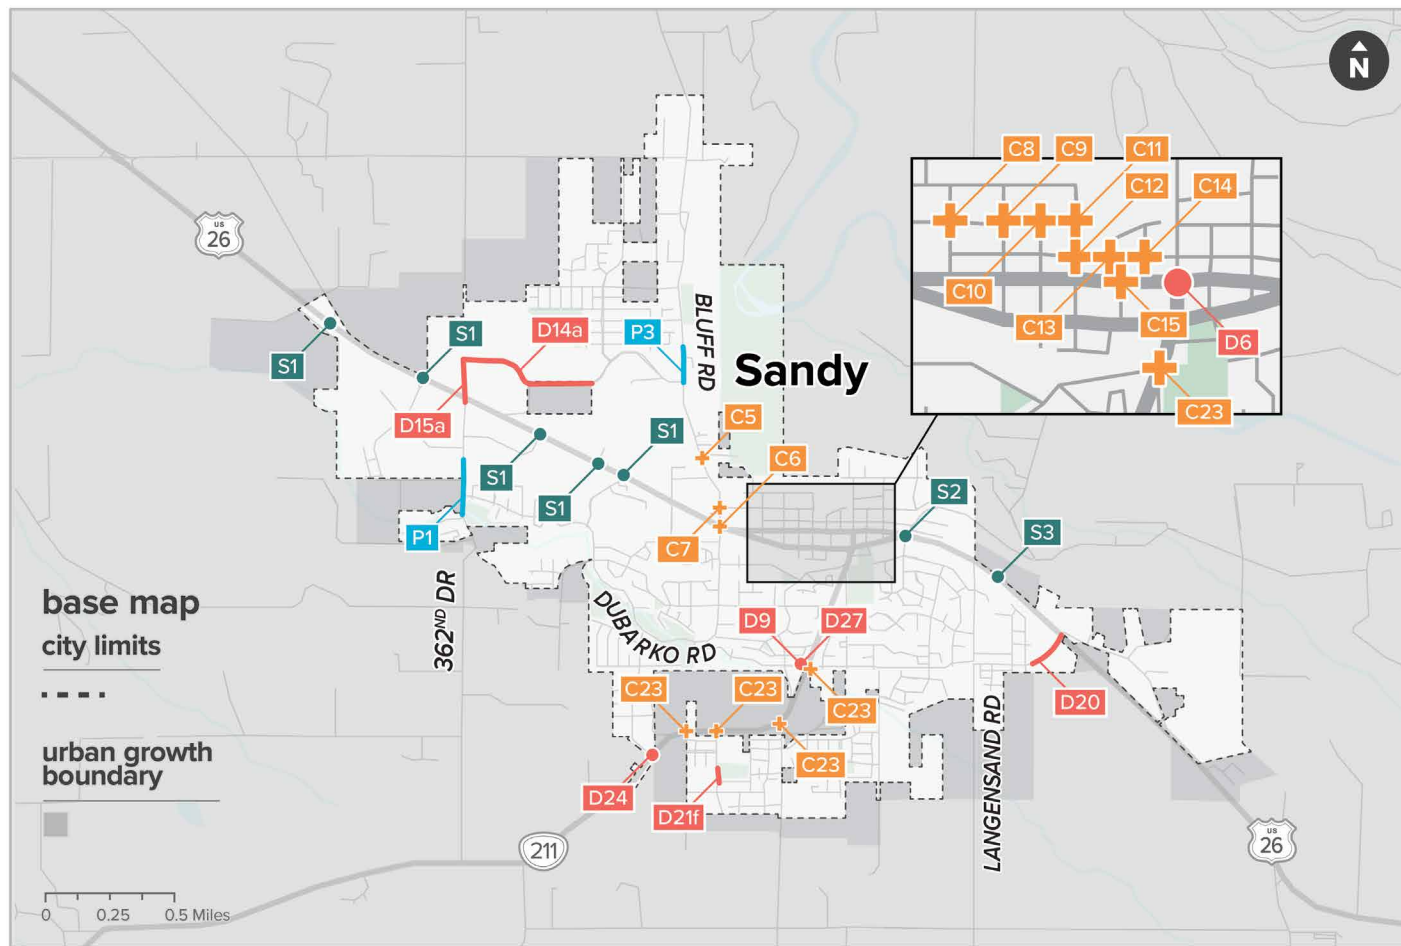 N
C8
C9
C11
C12
C14
US
26
C10
C13
C15
D6
C23
BLUFF RD
S1
D14a
P3
S1
Sandy
D15a
C5
S1
C6
S1
S1
S2
P1
C7
S3
base map
city limits
362ND DR
DUBARKO RD
D9
D27
C23
C23
C23
D20
LANGENSAND RD
urban growth
boundary
C23
D24
D21f
211
US
26
0
0.25
0.5 Miles